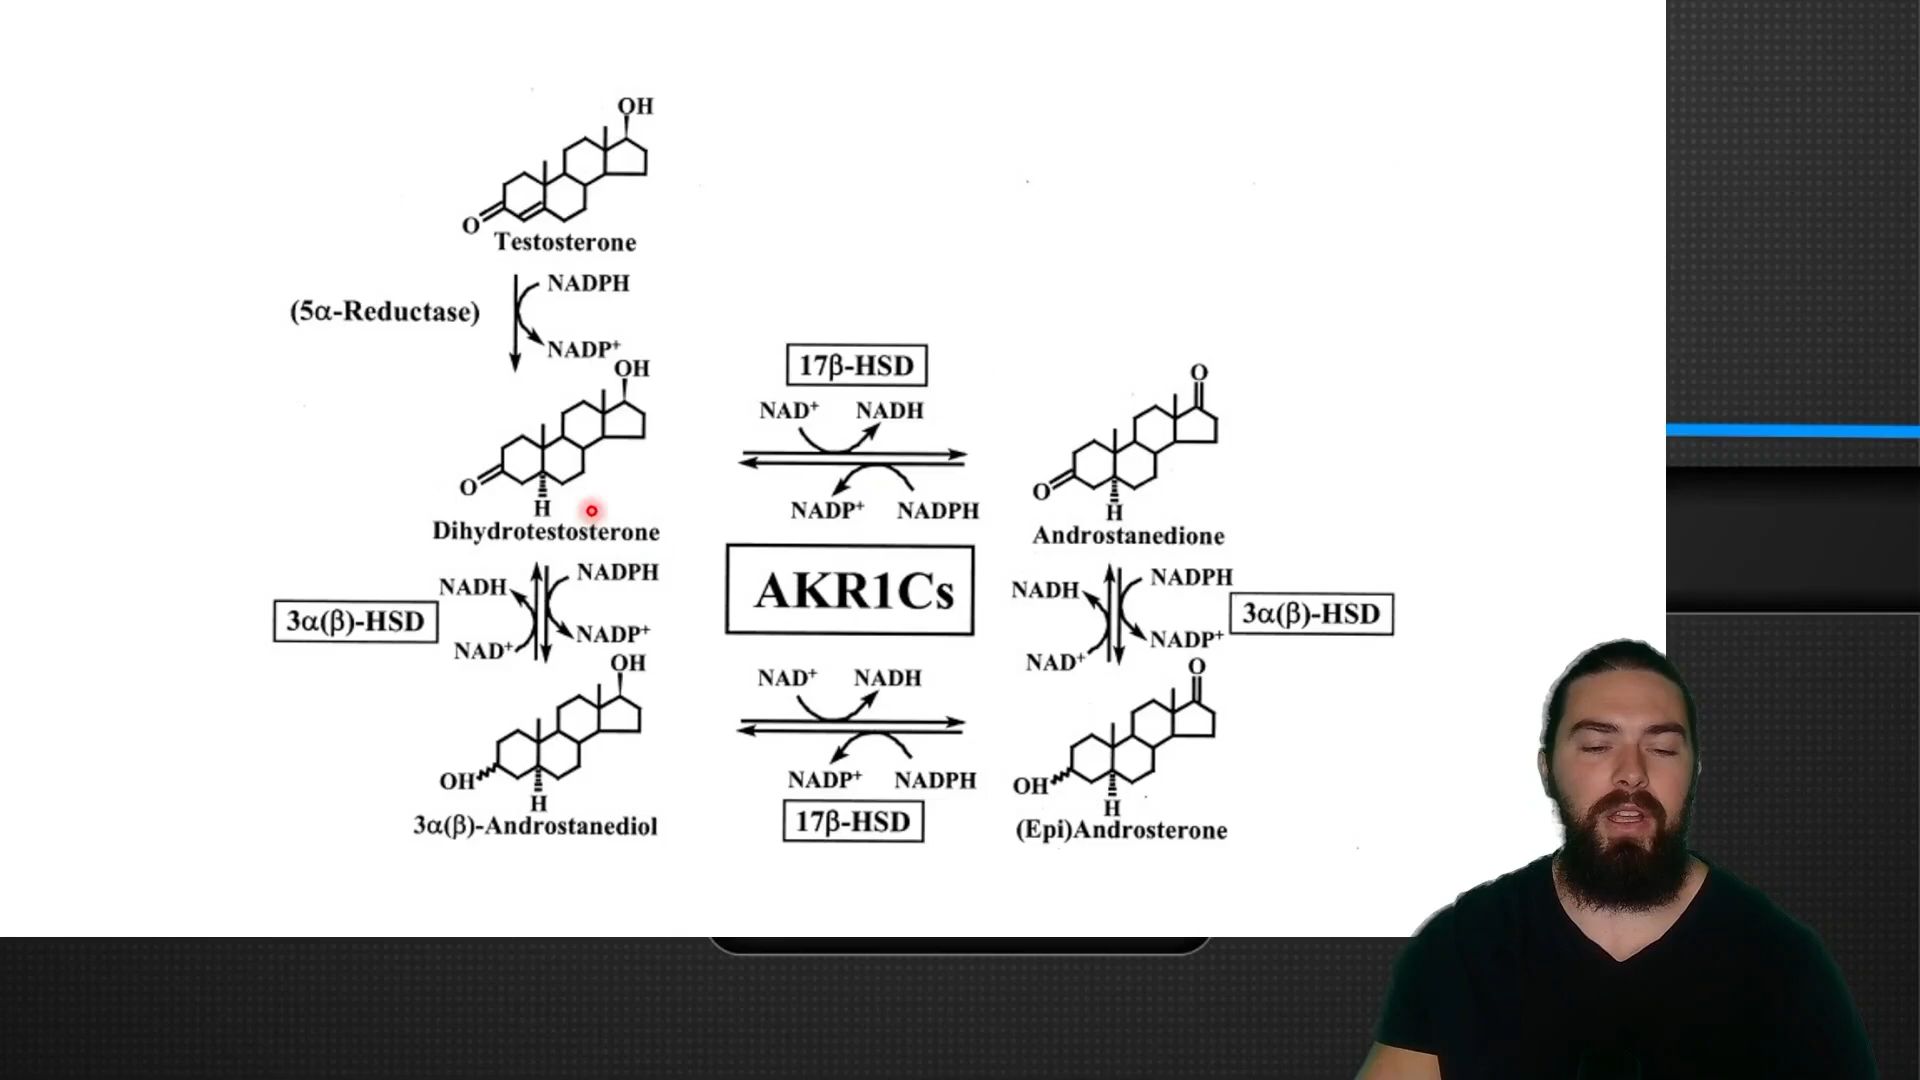 OH
O
Testosterone
NADPH
(5α-Reductase)
NADP⁺
OH
O
H
Dihydrotestosterone
17β-HSD
NAD⁺ NADH
NADP⁺ NADPH
O
O
H
Androstanedione
AKR1Cs
3α(β)-HSD
NADH
NADPH
NAD⁺
NADP⁺
NADH
NADPH
NAD⁺
NADP⁺
3α(β)-HSD
OH
OH
H
3α(β)-Androstanediol
NAD⁺ NADH
NADP⁺ NADPH
17β-HSD
O
OH
H
(Epi)Androsterone